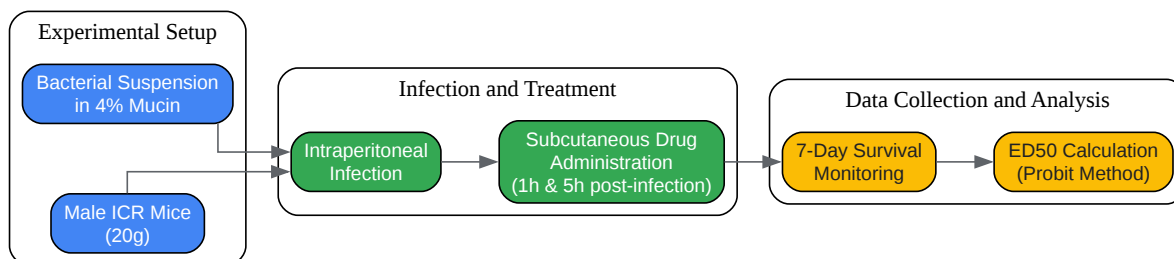 Experimental Setup
Bacterial Suspension
in 4% Mucin
Male ICR Mice
(20g)
Infection and Treatment
Intraperitoneal
Infection
Subcutaneous Drug
Administration
(1h & 5h post-infection)
Data Collection and Analysis
7-Day Survival
Monitoring
ED50 Calculation
(Probit Method)